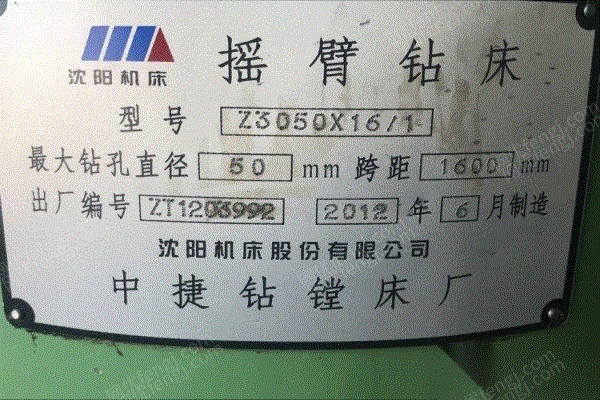 沈阳机床
摇臂钻床
型号 Z3050X16/1
最大钻孔直径 50 mm 跨距 1600 mm
出厂编号 ZT1203992 2012 年 6 月制造
沈阳机床股份有限公司
中捷钻镗床厂